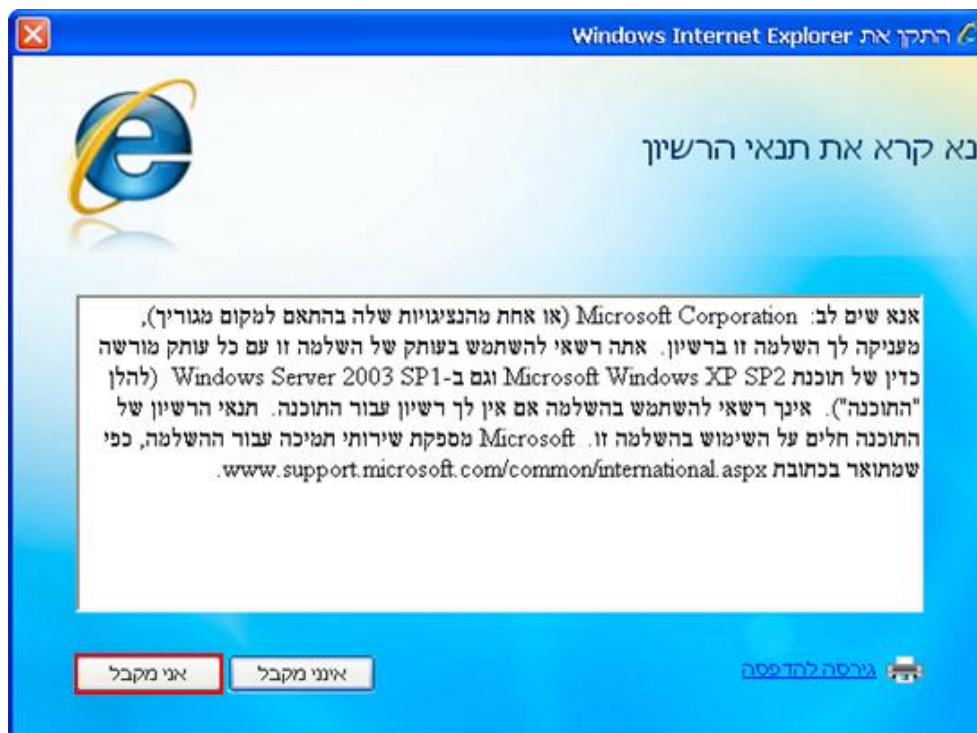 התקן את Windows Internet Explorer
נא קרא את תנאי הרשיון
אנא שים לב: Microsoft Corporation (או אחת מהנציגויות שלה בהתאם למקום מגוריך),
מעניקה לך השלמה זו ברשיון. אתה רשאי להשתמש בעותק של השלמה זו עם כל עותק מורשה
כדין של תוכנת Microsoft Windows XP SP2 וגם ב-Windows Server 2003 SP1 (להלן
"התוכנה"). אינך רשאי להשתמש בהשלמה אם אין לך רשיון עבור התוכנה. תנאי הרשיון של
התוכנה חלים על השימוש בהשלמה זו. Microsoft מספקת שירותי תמיכה עבור ההשלמה, כפי
שמתואר בכתובת www.support.microsoft.com/common/international.aspx.
גירסה להדפסה
אינני מקבל
אני מקבל